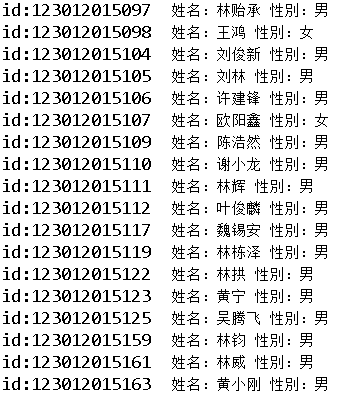 id:123012015097 姓名：林贻承 性别：男
id:123012015098 姓名：王鸿 性别：女
id:123012015104 姓名：刘俊新 性别：男
id:123012015105 姓名：刘林 性别：男
id:123012015106 姓名：许建锋 性别：男
id:123012015107 姓名：欧阳鑫 性别：女
id:123012015109 姓名：陈浩然 性别：男
id:123012015110 姓名：谢小龙 性别：男
id:123012015111 姓名：林辉 性别：男
id:123012015112 姓名：叶俊麟 性别：男
id:123012015117 姓名：魏锡安 性别：男
id:123012015119 姓名：林栋泽 性别：男
id:123012015122 姓名：林拱 性别：男
id:123012015123 姓名：黄宁 性别：男
id:123012015125 姓名：吴腾飞 性别：男
id:123012015159 姓名：林钧 性别：男
id:123012015161 姓名：林威 性别：男
id:123012015163 姓名：黄小刚 性别：男